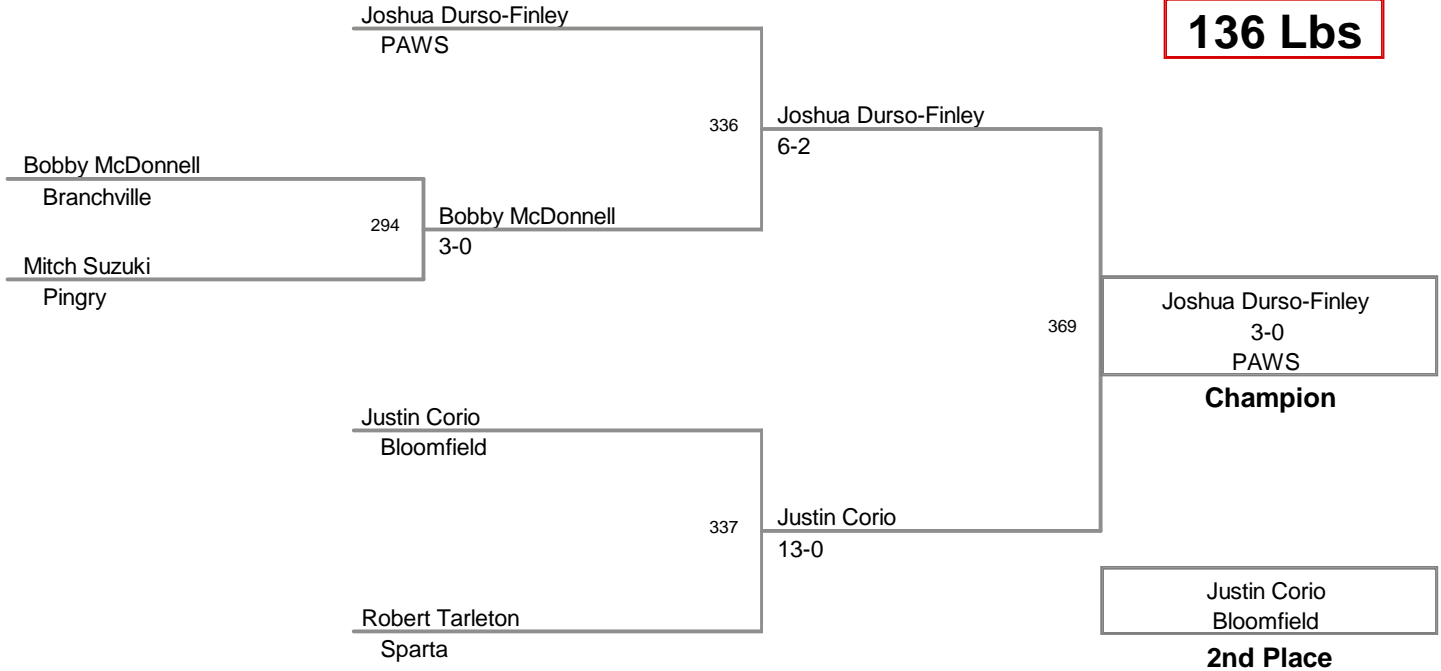 Joshua Durso-Finley
PAWS
136 Lbs
336
Joshua Durso-Finley
6-2
Bobby McDonnell
Branchville
294
Bobby McDonnell
3-0
Mitch Suzuki
Pingry
369
Joshua Durso-Finley
3-0
PAWS
Champion
Justin Corio
Bloomfield
337
Justin Corio
13-0
Robert Tarleton
Sparta
Justin Corio
Bloomfield
2nd Place